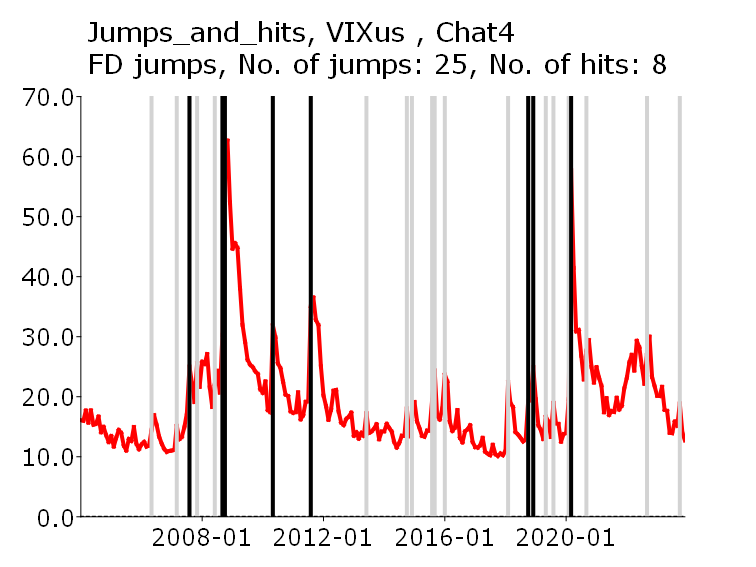 Jumps_and_hits, VIXus , Chat4
FD jumps, No. of jumps: 25, No. of hits: 8
70.0
60.0
50.0
40.0
30.0
20.0
10.0
0.0
2008-01 2012-01 2016-01 2020-01